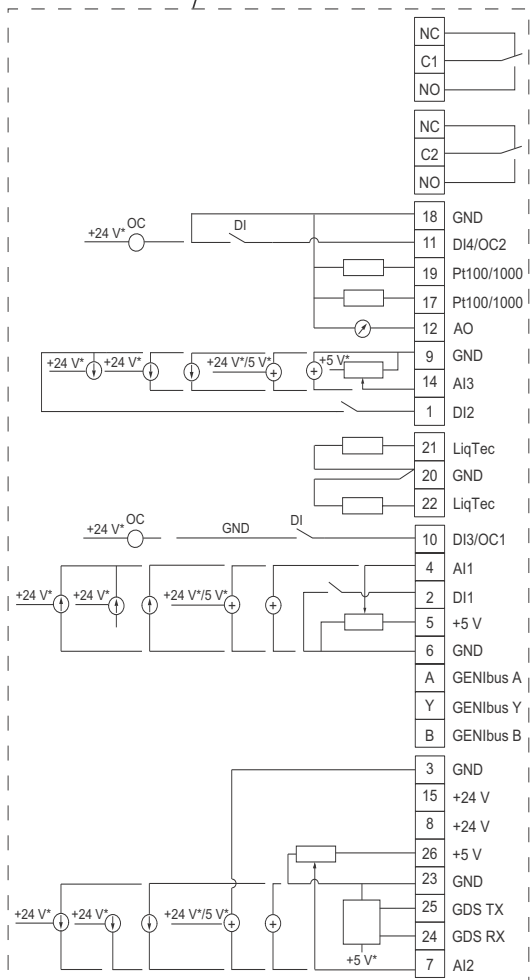 NC
C1
NO
NC
C2
NO
18 GND
+24 V* OC DI 11 DI4/OC2
19 Pt100/1000
17 Pt100/1000
12 AO
9 GND
+24 V* +24 V* +24 V*/5 V* +5 V*
14 AI3
1 DI2
21 LiqTec
20 GND
22 LiqTec
+24 V* OC GND DI 10 DI3/OC1
4 AI1
+24 V* +24 V* +24 V*/5 V* 2 DI1
5 +5 V
6 GND
A GENIbus A
Y GENIbus Y
B GENIbus B
3 GND
15 +24 V
8 +24 V
26 +5 V
23 GND
+24 V* +24 V* +24 V*/5 V* 25 GDS TX
24 GDS RX
+5 V* 7 AI2